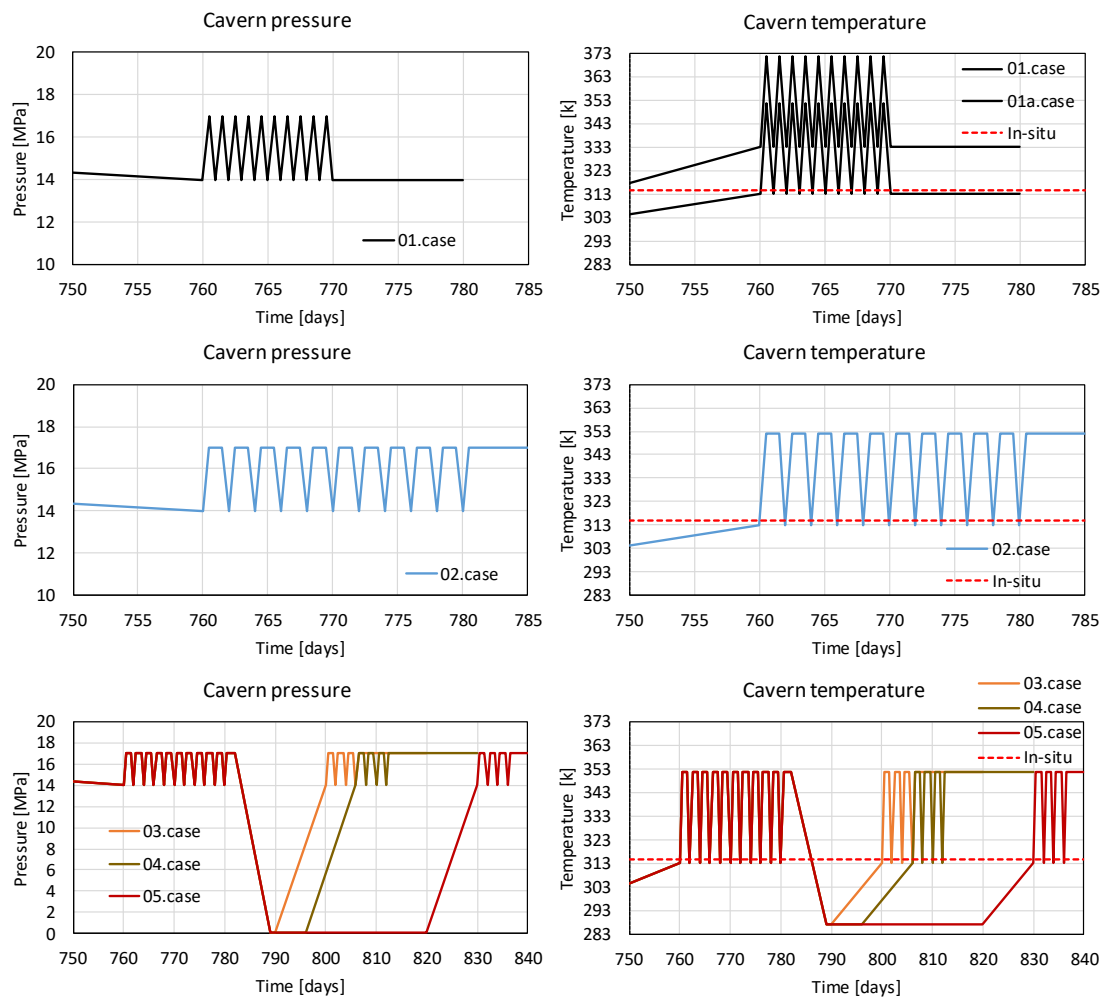 Cavern pressure
20
18
16
14
12
10
Pressure [MPa]
01.case
750 755 760 765 770 775 780 785
Time [days]
Cavern temperature
373
363
353
343
333
323
313
303
293
283
Temperature [k]
01.case
01a.case
In-situ
750 755 760 765 770 775 780 785
Time [days]
Cavern pressure
20
18
16
14
12
10
Pressure [MPa]
02.case
750 755 760 765 770 775 780 785
Time [days]
Cavern temperature
373
363
353
343
333
323
313
303
293
283
Temperature [k]
02.case
In-situ
750 755 760 765 770 775 780 785
Time [days]
Cavern pressure
20
18
16
14
12
10
8
6
4
2
0
Pressure [MPa]
03.case
04.case
05.case
750 760 770 780 790 800 810 820 830 840
Time [days]
Cavern temperature
373
363
353
343
333
323
313
303
293
283
Temperature [k]
03.case
04.case
05.case
In-situ
750 760 770 780 790 800 810 820 830 840
Time [days]